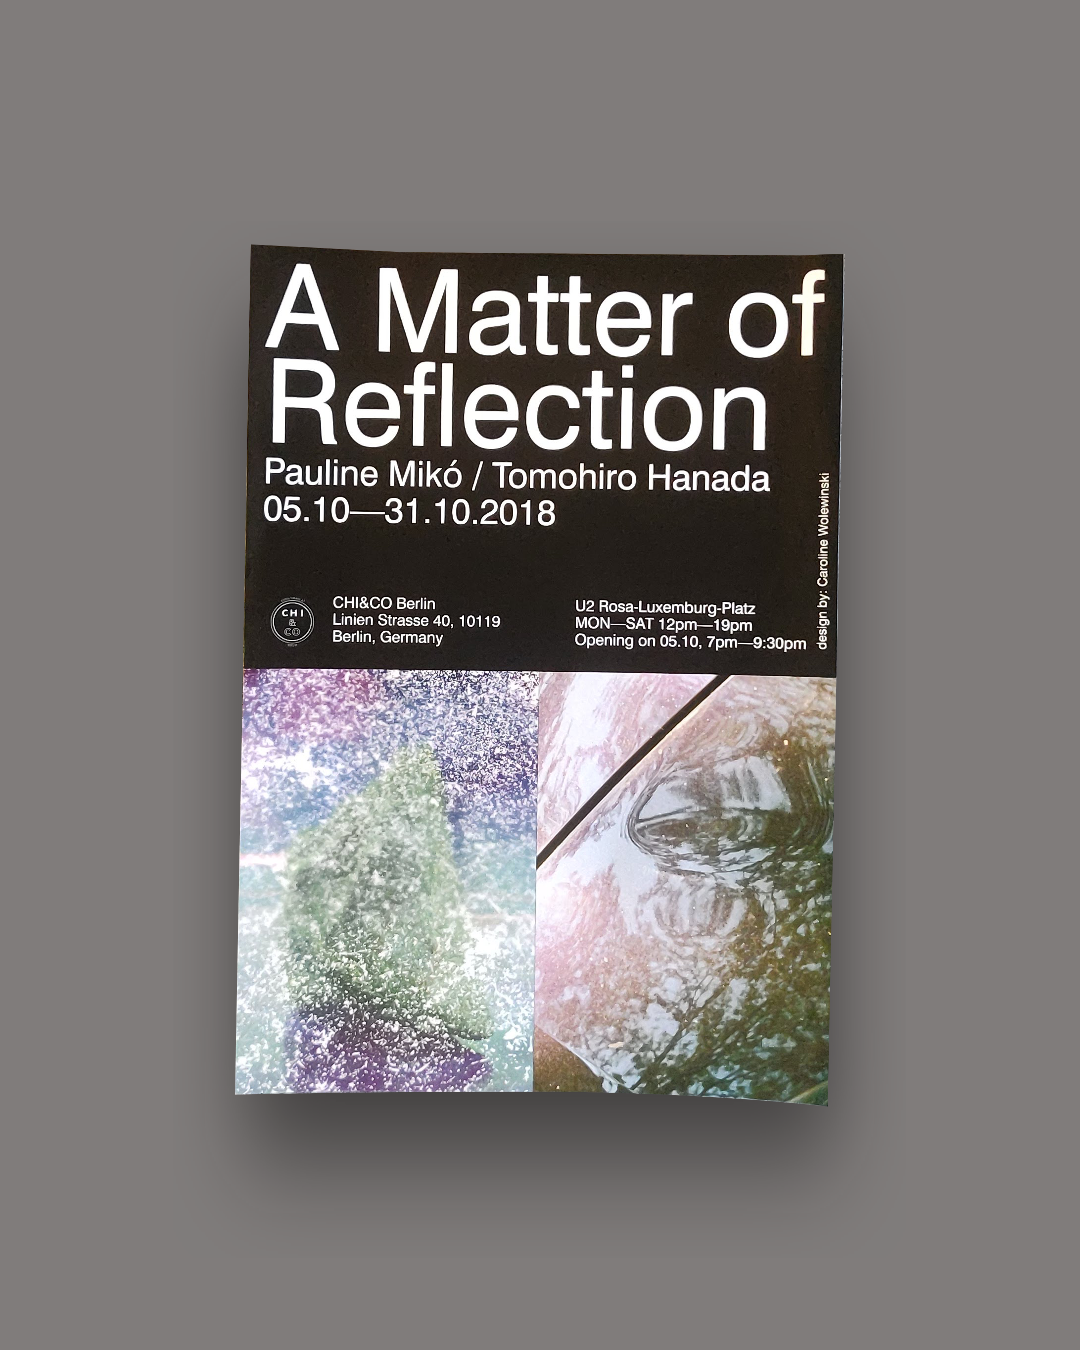 A Matter of
Reflection
Pauline Mikó / Tomohiro Hanada
05.10—31.10.2018
CHI
&
CO
CHI&CO Berlin
Linien Strasse 40, 10119
Berlin, Germany
U2 Rosa-Luxemburg-Platz
MON—SAT 12pm—19pm
Opening on 05.10, 7pm—9:30pm
design by: Caroline Wolewinski